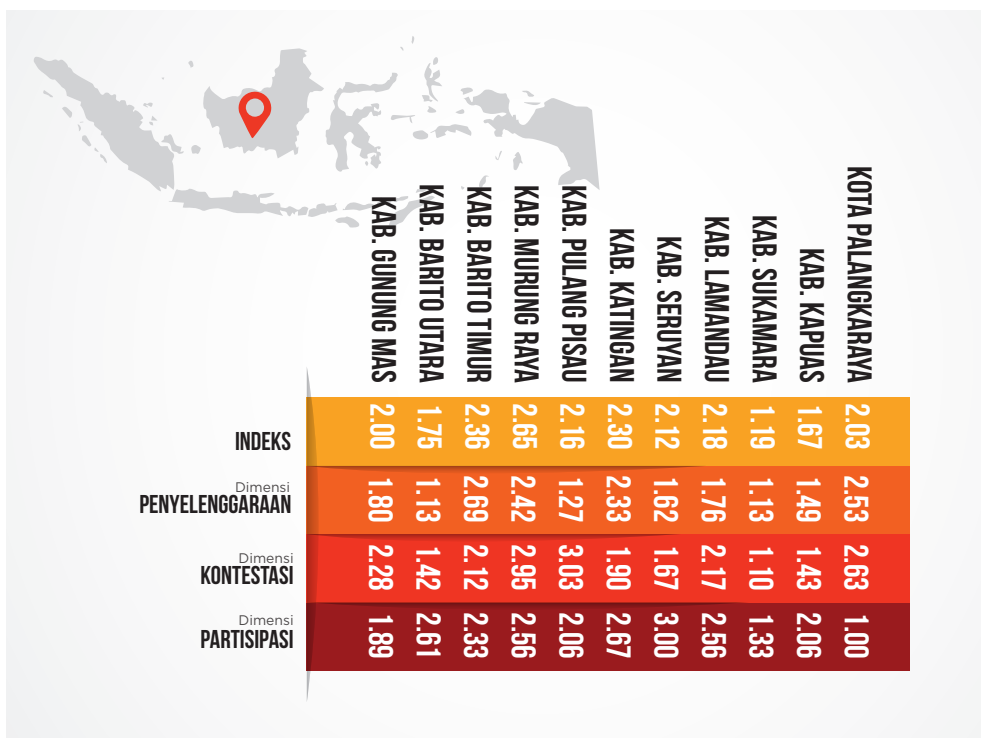 KAB. GUNUNG MAS
KAB. BARITO UTARA
KAB. BARITO TIMUR
KAB. MURUNG RAYA
KAB. PULANG PISAU
KAB. KATINGAN
KAB. SERUYAN
KAB. LAMANDAU
KAB. SUKAMARA
KAB. KAPUAS
KOTA PALANGKARAYA
INDEKS
2.00 1.75 2.36 2.65 2.16 2.30 2.12 2.18 1.19 1.67 2.03
Dimensi
PENYELENGGARAAN
1.80 1.13 2.69 2.42 1.27 2.33 1.62 1.76 1.13 1.49 2.53
Dimensi
KONTESTASI
2.28 1.42 2.12 2.95 3.03 1.90 1.67 2.17 1.10 1.43 2.63
Dimensi
PARTISIPASI
1.89 2.61 2.33 2.56 2.06 2.67 3.00 2.56 1.33 2.06 1.00